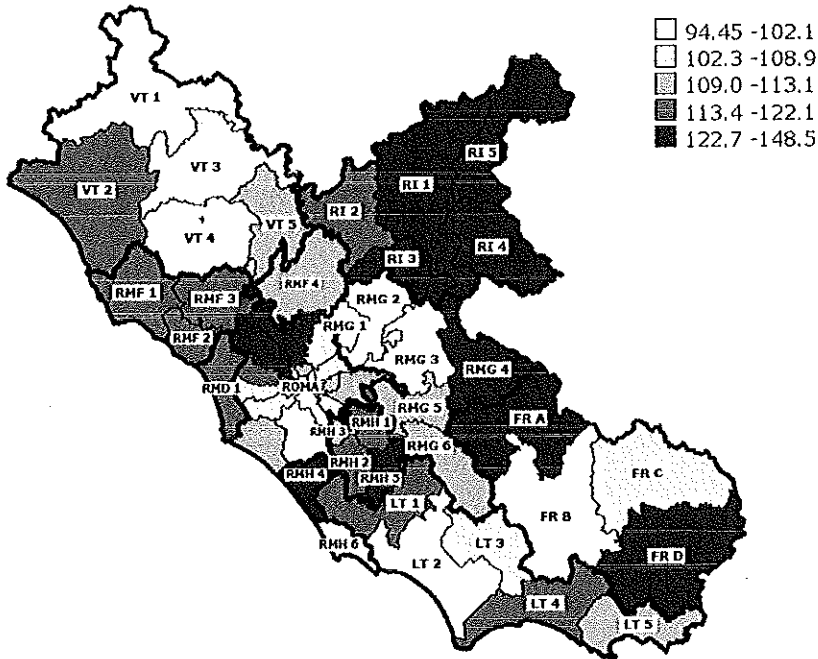 94.45 -102.1
102.3 -108.9
109.0 -113.1
113.4 -122.1
122.7 -148.5
VT 1
VT 3
VT 2
VT 4
VT 5
RI 5
RI 1
RI 2
RI 4
RI 3
RMF 4
RMF 1
RMF 3
RMF 2
RMG 2
RMG 1
RMG 3
RMG 4
RMD 1
ROMA
RMG 5
RMH 1
RMH 3
RMG 6
FR A
RMH 2
RMH 4
RMH 5
LT 1
FR C
FR B
RMH 6
LT 3
LT 2
FR D
LT 4
LT 5